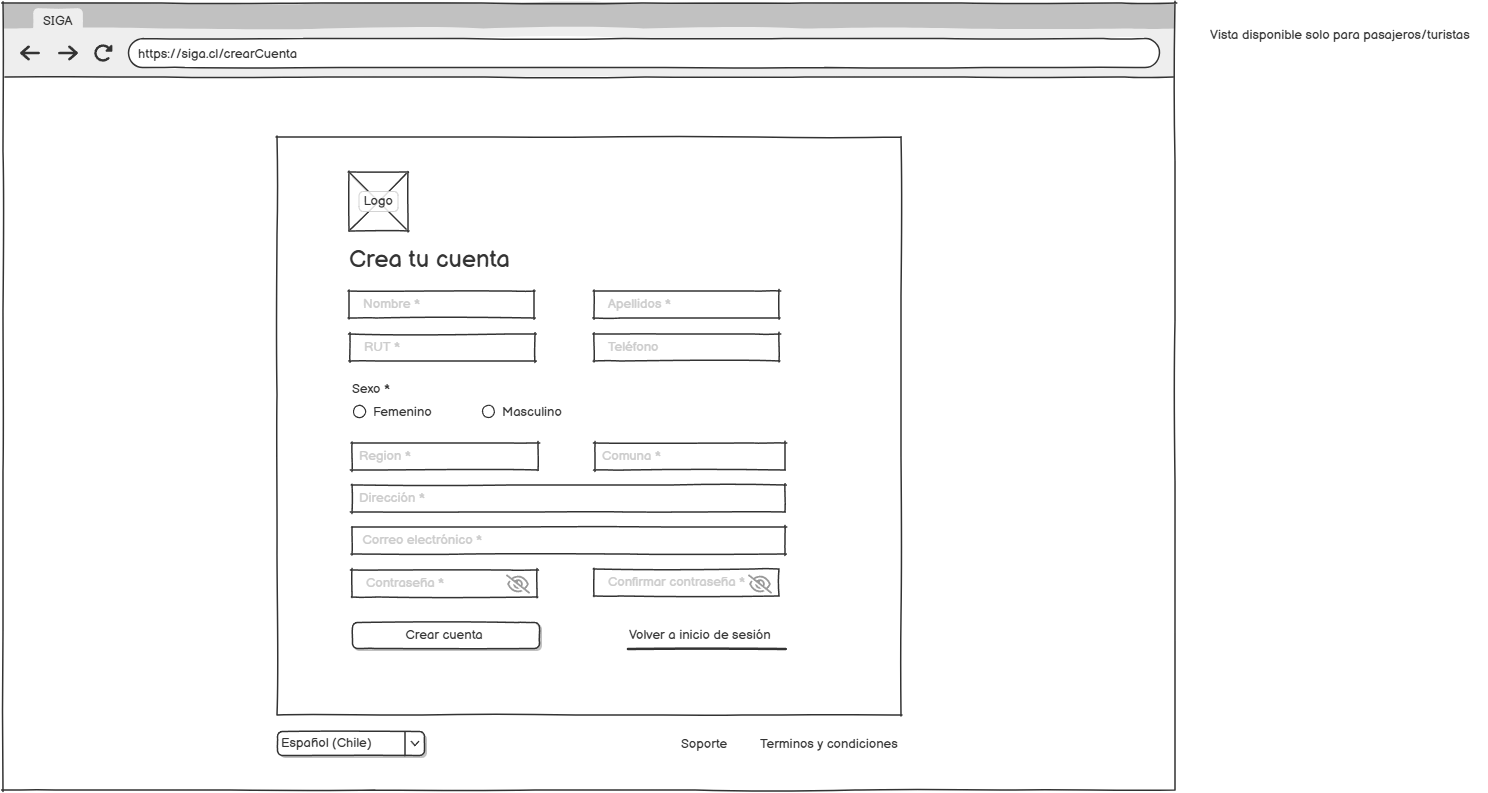 SIGA
https://siga.cl/crearCuenta
Vista disponible solo para pasajeros/turistas
Logo
Crea tu cuenta
Nombre *
Apellidos *
RUT *
Teléfono
Sexo *
Femenino
Masculino
Region *
Comuna *
Dirección *
Correo electrónico *
Contraseña *
Confirmar contraseña *
Crear cuenta
Volver a inicio de sesión
Español (Chile)
Soporte
Terminos y condiciones